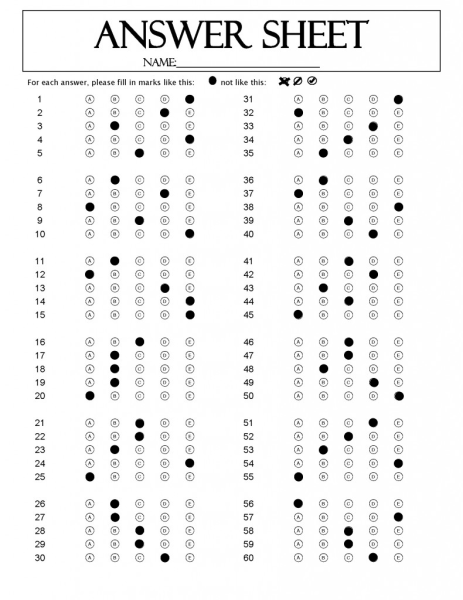 ANSWER SHEET
NAME:
For each answer, please fill in marks like this: not like this:
1 A B C D 31 A B C D
2 A B C E 32 B C D E
3 A C D E 33 A B C E
4 A B C D 34 A B D E
5 A B D E 35 A C D E
6 A C D E 36 A C D E
7 A B C E 37 B C D E
8 B C D E 38 A B C D
9 A B D E 39 A B D E
10 A B C D 40 A B C E
11 A C D E 41 A B D E
12 B C D E 42 A B C E
13 A B C E 43 A C D E
14 A B C D 44 A B D E
15 A B C D 45 B C D E
16 A B D E 46 A B D E
17 A C D E 47 A B D E
18 A C D E 48 A C D E
19 A C D E 49 A B C E
20 B C D E 50 A B C D
21 A B D E 51 A B C E
22 A B D E 52 A B D E
23 A C D E 53 A C D E
24 A B C D 54 A B C D
25 B C D E 55 B C D E
26 A C D E 56 B C D E
27 A C D E 57 A B C D
28 A B D E 58 A B D E
29 A B D E 59 A B D E
30 A B C E 60 A B C E